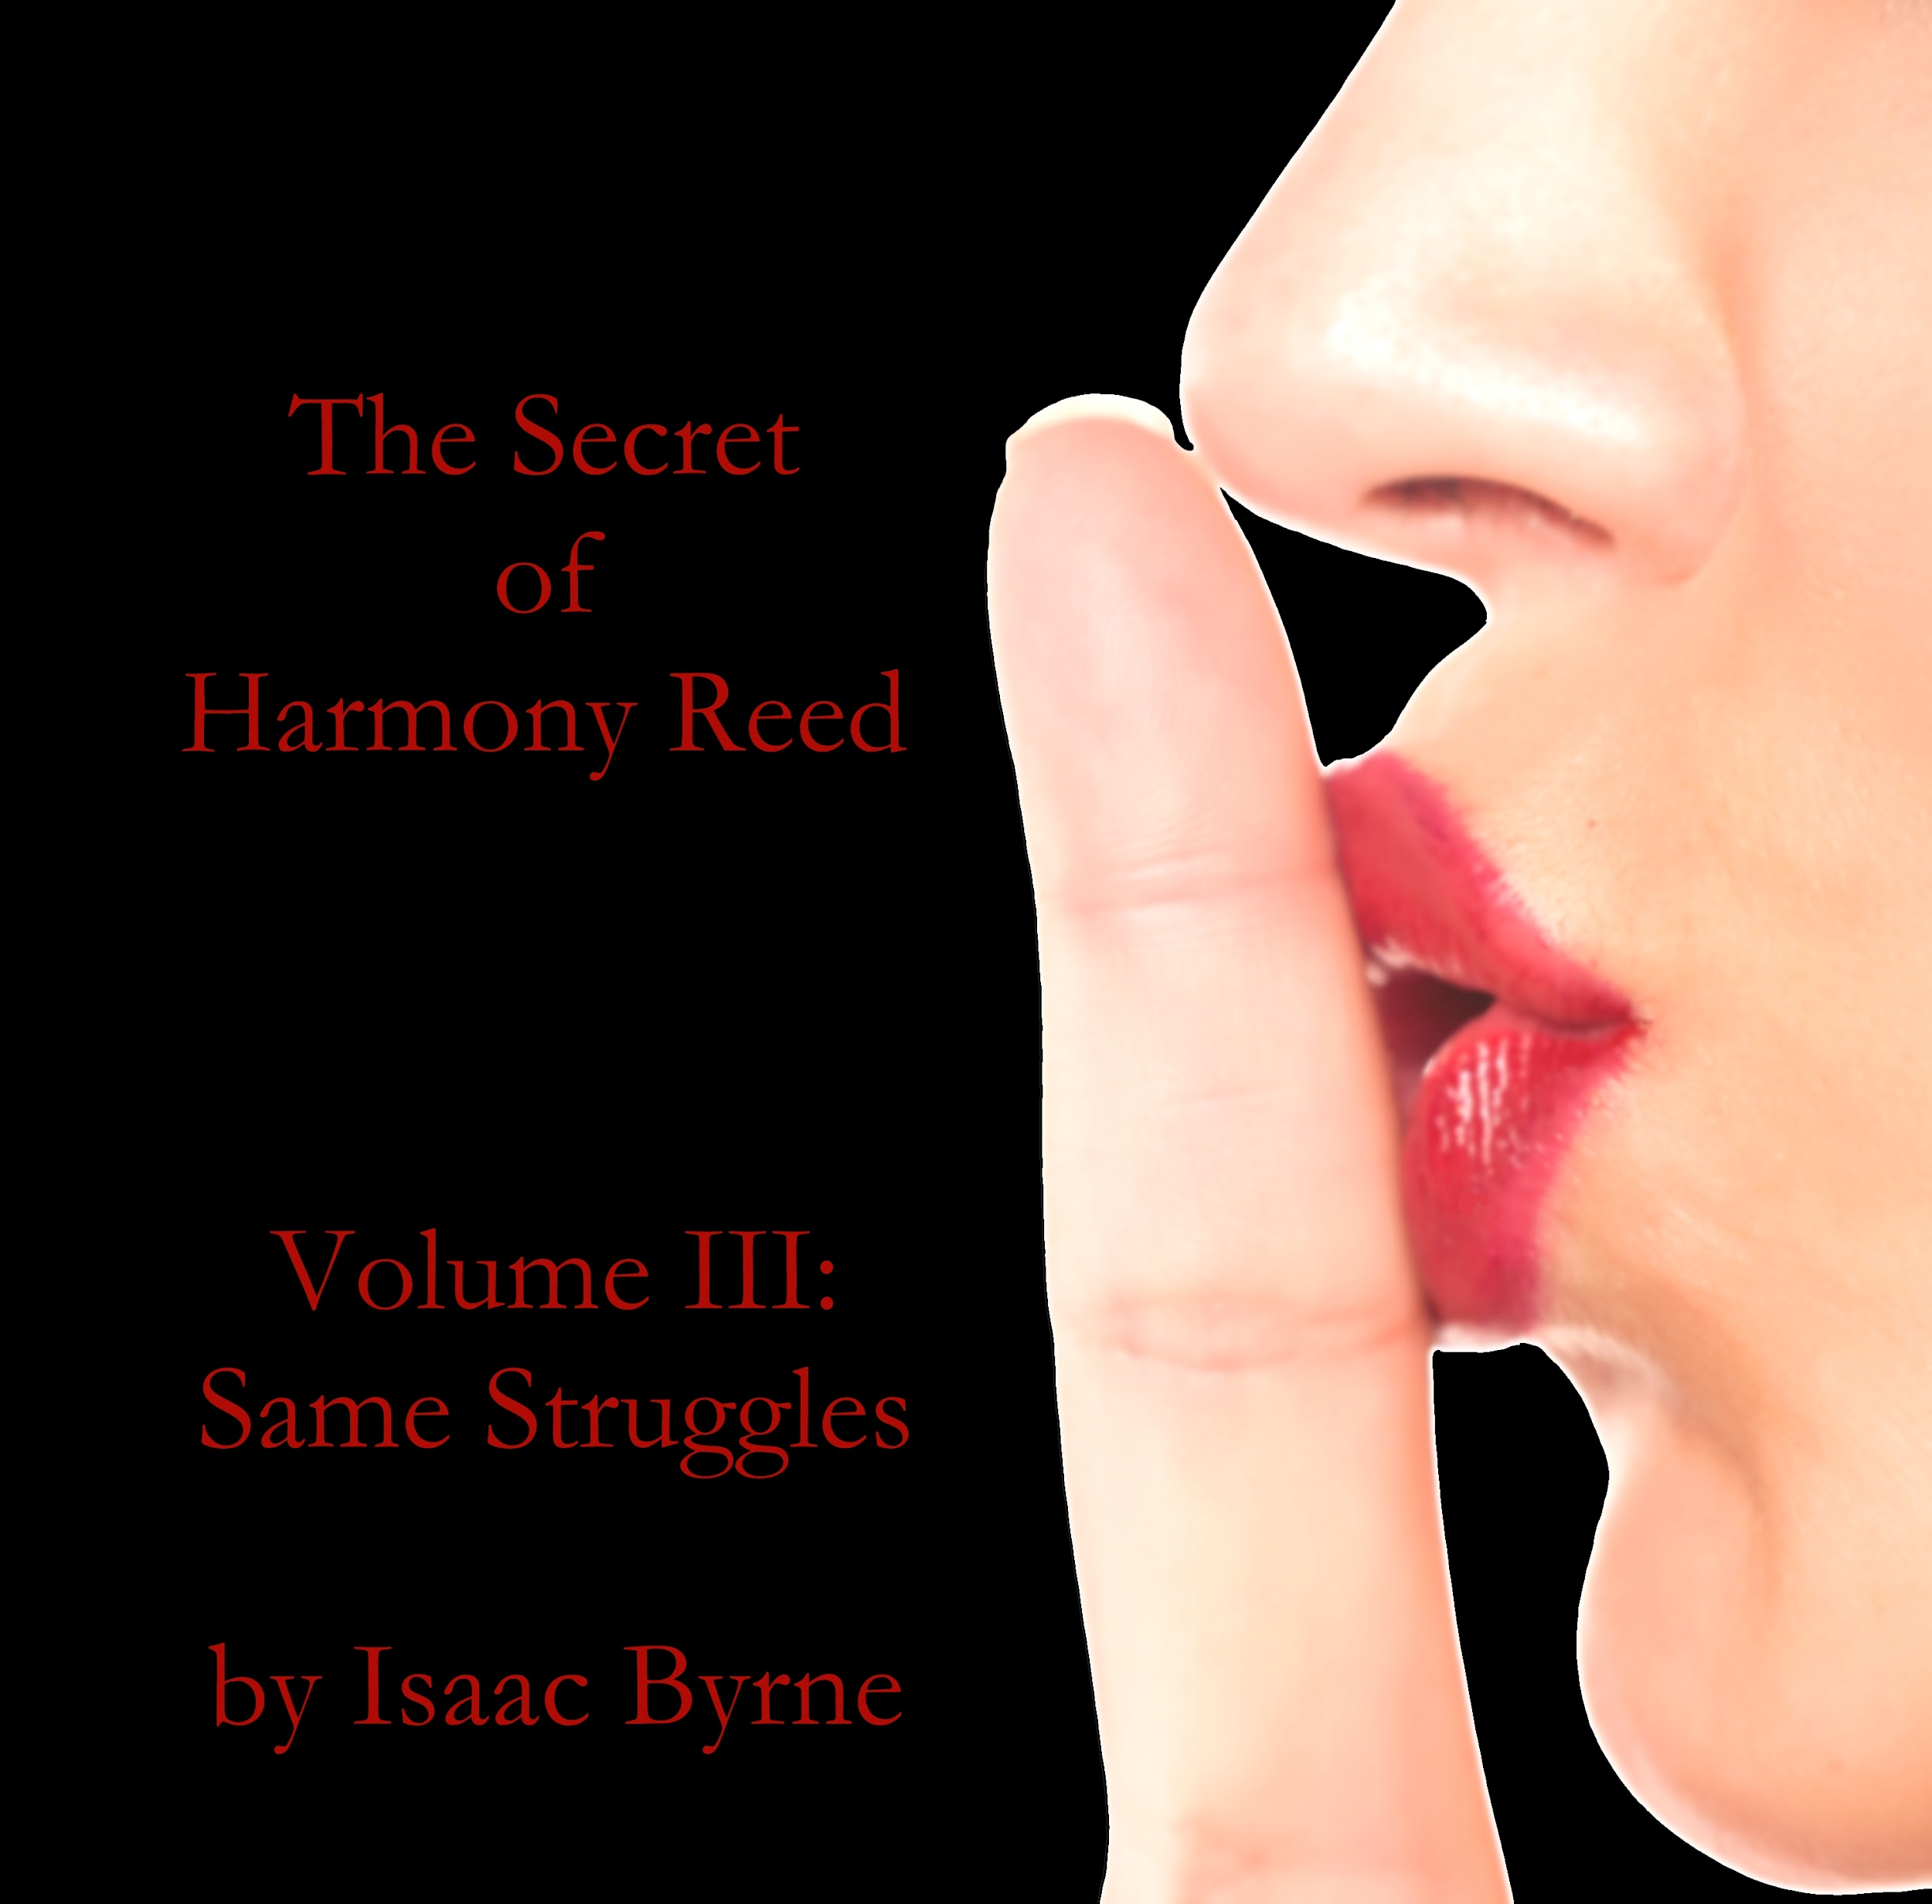 The Secret
of
Harmony Reed
Volume III:
Same Struggles
by Isaac Byrne